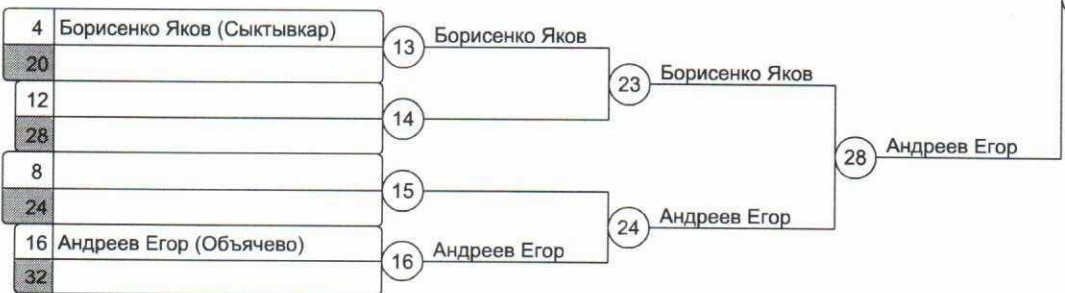 4 Борисенко Яков (Сыктывкар)
13 Борисенко Яков
20
23 Борисенко Яков
12
14
28
28 Андреев Егор
8
15
24
24 Андреев Егор
16 Андреев Егор (Объячево)
16 Андреев Егор
32